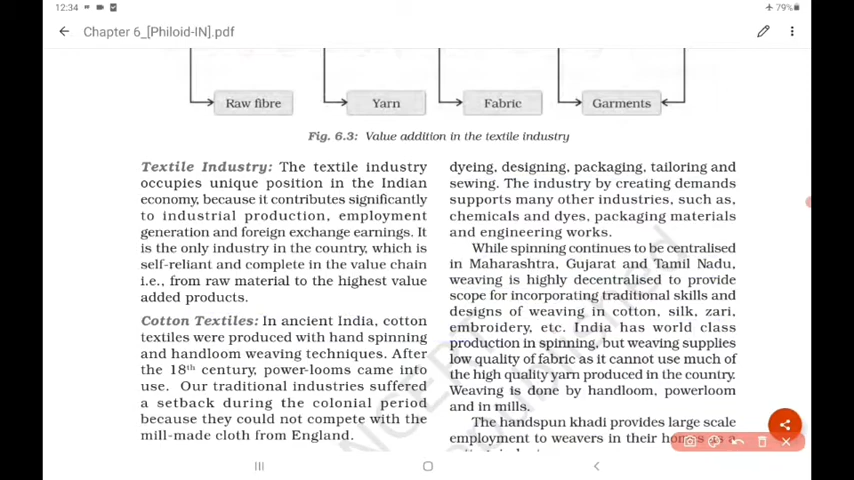 12:34
79%
Chapter 6_[Philoid-IN].pdf
Raw fibre
Yarn
Fabric
Garments
Fig. 6.3: Value addition in the textile industry
Textile Industry: The textile industry
occupies unique position in the Indian
economy, because it contributes significantly
to industrial production, employment
generation and foreign exchange earnings. It
is the only industry in the country, which is
self-reliant and complete in the value chain
i.e., from raw material to the highest value
added products.
Cotton Textiles: In ancient India, cotton
textiles were produced with hand spinning
and handloom weaving techniques. After
the 18th century, power-looms came into
use. Our traditional industries suffered
a setback during the colonial period
because they could not compete with the
mill-made cloth from England.
dyeing, designing, packaging, tailoring and
sewing. The industry by creating demands
supports many other industries, such as,
chemicals and dyes, packaging materials
and engineering works.
While spinning continues to be centralised
in Maharashtra, Gujarat and Tamil Nadu,
weaving is highly decentralised to provide
scope for incorporating traditional skills and
designs of weaving in cotton, silk, zari,
embroidery, etc. India has world class
production in spinning, but weaving supplies
low quality of fabric as it cannot use much of
the high quality yarn produced in the country.
Weaving is done by handloom, powerloom
and in mills.
The handspun khadi provides large scale
employment to weavers in their